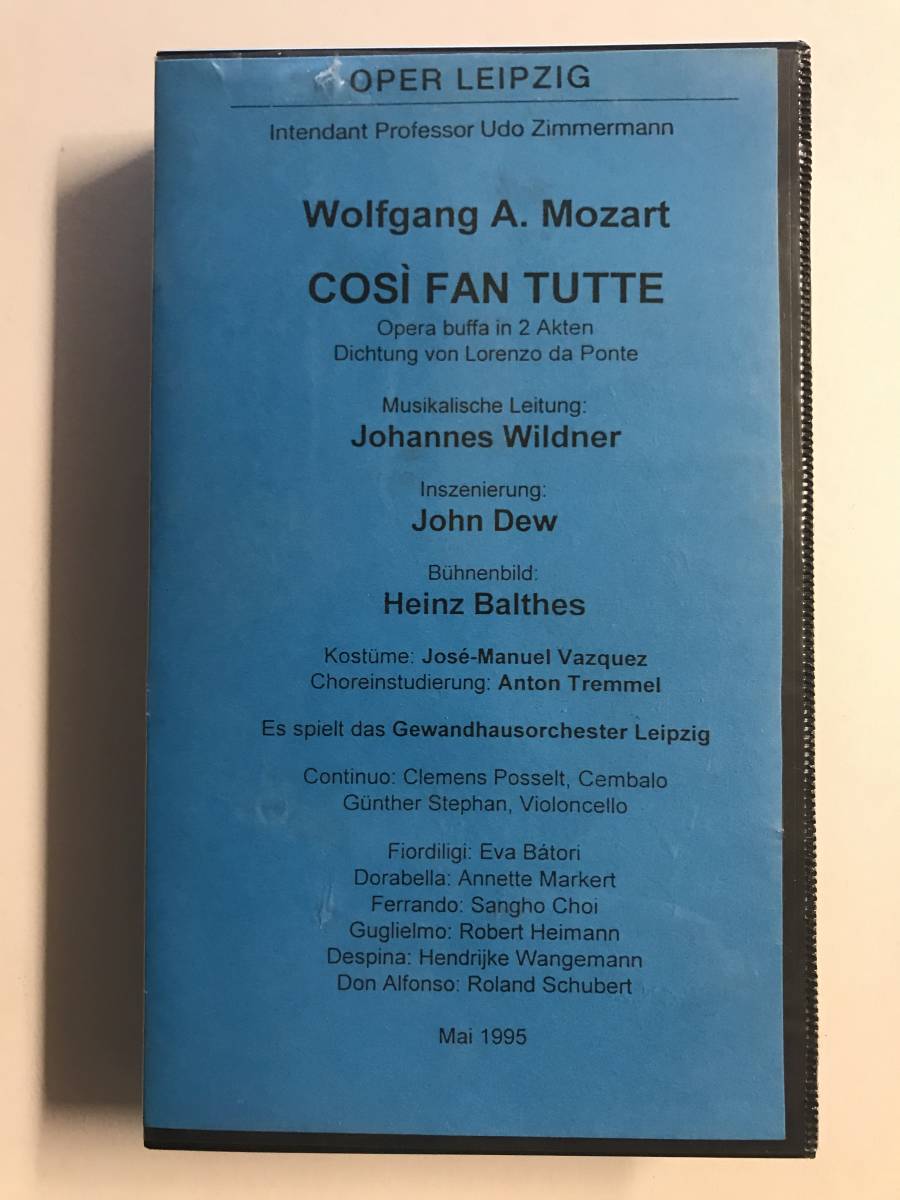 OPER LEIPZIG
Intendant Professor Udo Zimmermann
Wolfgang A. Mozart
COSÌ FAN TUTTE
Opera buffa in 2 Akten
Dichtung von Lorenzo da Ponte
Musikalische Leitung:
Johannes Wildner
Inszenierung:
John Dew
Bühnenbild:
Heinz Balthes
Kostüme: José-Manuel Vazquez
Choreinstudierung: Anton Tremmel
Es spielt das Gewandhausorchester Leipzig
Continuo: Clemens Posselt, Cembalo
Günther Stephan, Violoncello
Fiordiligi: Eva Bátori
Dorabella: Annette Markert
Ferrando: Sangho Choi
Guglielmo: Robert Heimann
Despina: Hendrijke Wangemann
Don Alfonso: Roland Schubert
Mai 1995